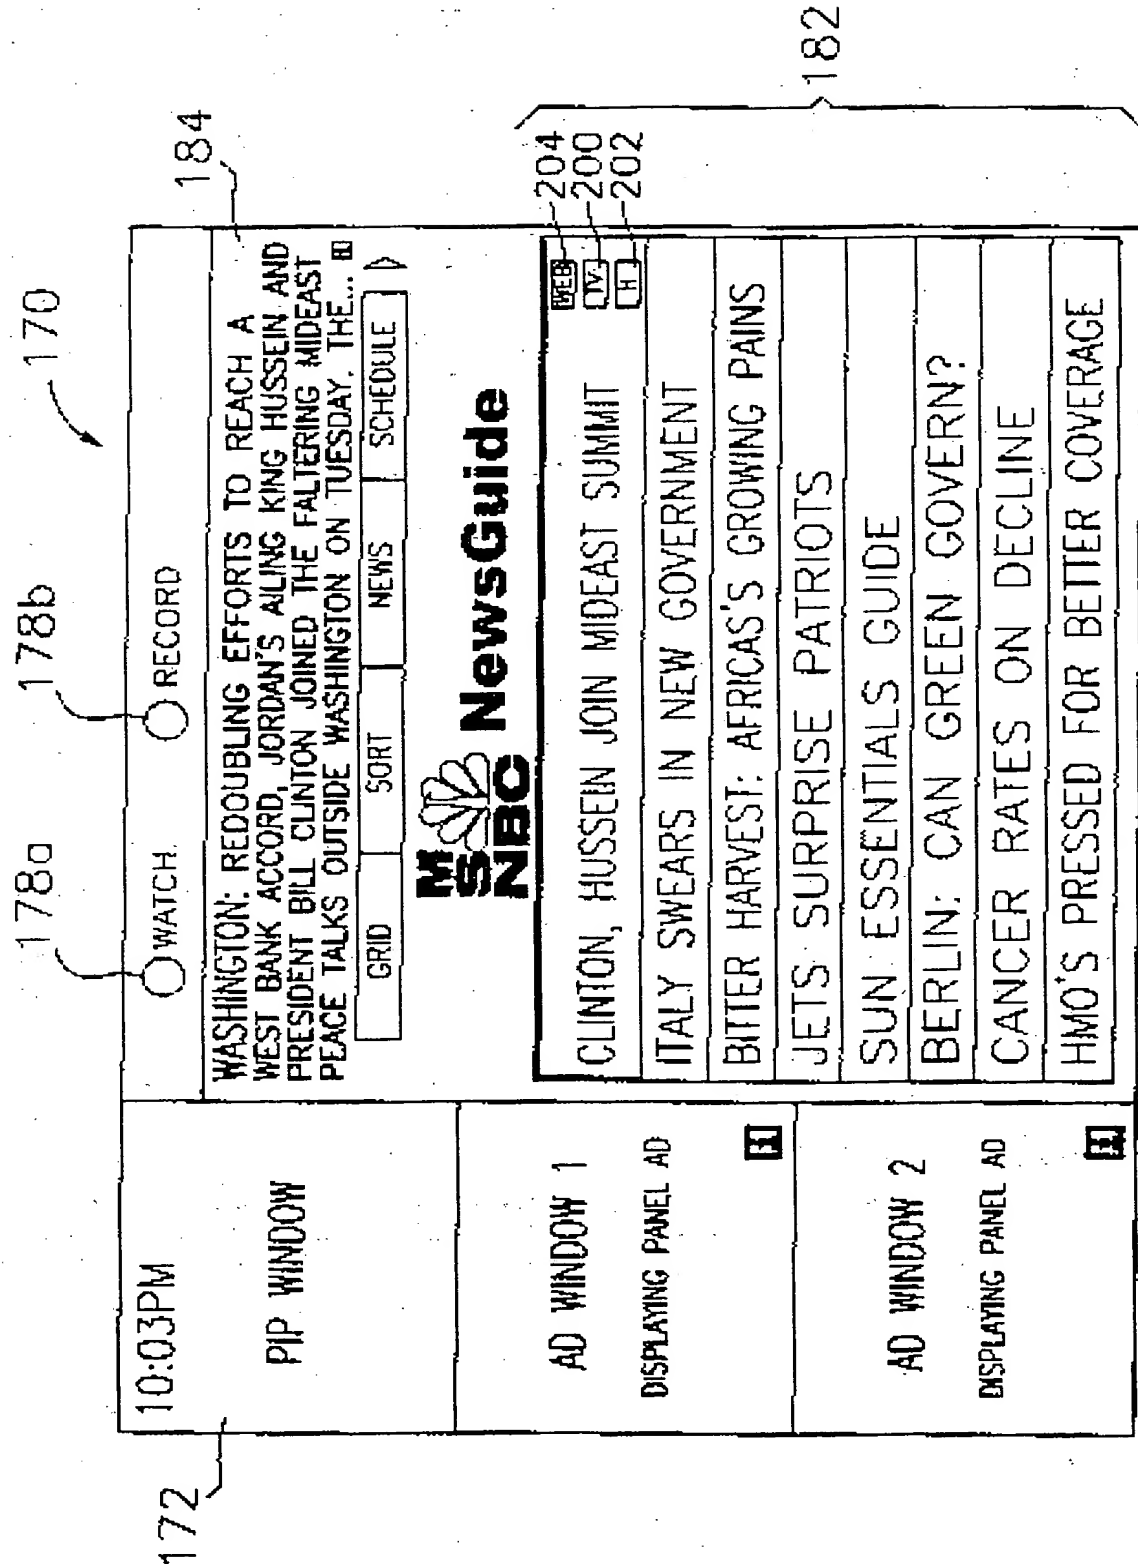 170
178a
178b
172
184
10:03PM
WATCH
RECORD
PIP WINDOW
WASHINGTON: REDOUBLING EFFORTS TO REACH A
WEST BANK ACCORD, JORDAN'S AILING KING HUSSEIN AND
PRESIDENT BILL CLINTON JOINED THE FALTERING MIDEAST
PEACE TALKS OUTSIDE WASHINGTON ON TUESDAY. THE...
GRID
SORT
NEWS
SCHEDULE
MSNBC NewsGuide
AD WINDOW 1
DISPLAYING PANEL AD
AD WINDOW 2
DISPLAYING PANEL AD
CLINTON, HUSSEIN JOIN MIDEAST SUMMIT
WEB
TV
H
204
200
202
ITALY SWEARS IN NEW GOVERNMENT
BITTER HARVEST: AFRICA'S GROWING PAINS
JETS SURPRISE PATRIOTS
SUN ESSENTIALS GUIDE
BERLIN: CAN GREEN GOVERN?
CANCER RATES ON DECLINE
HMO'S PRESSED FOR BETTER COVERAGE
182